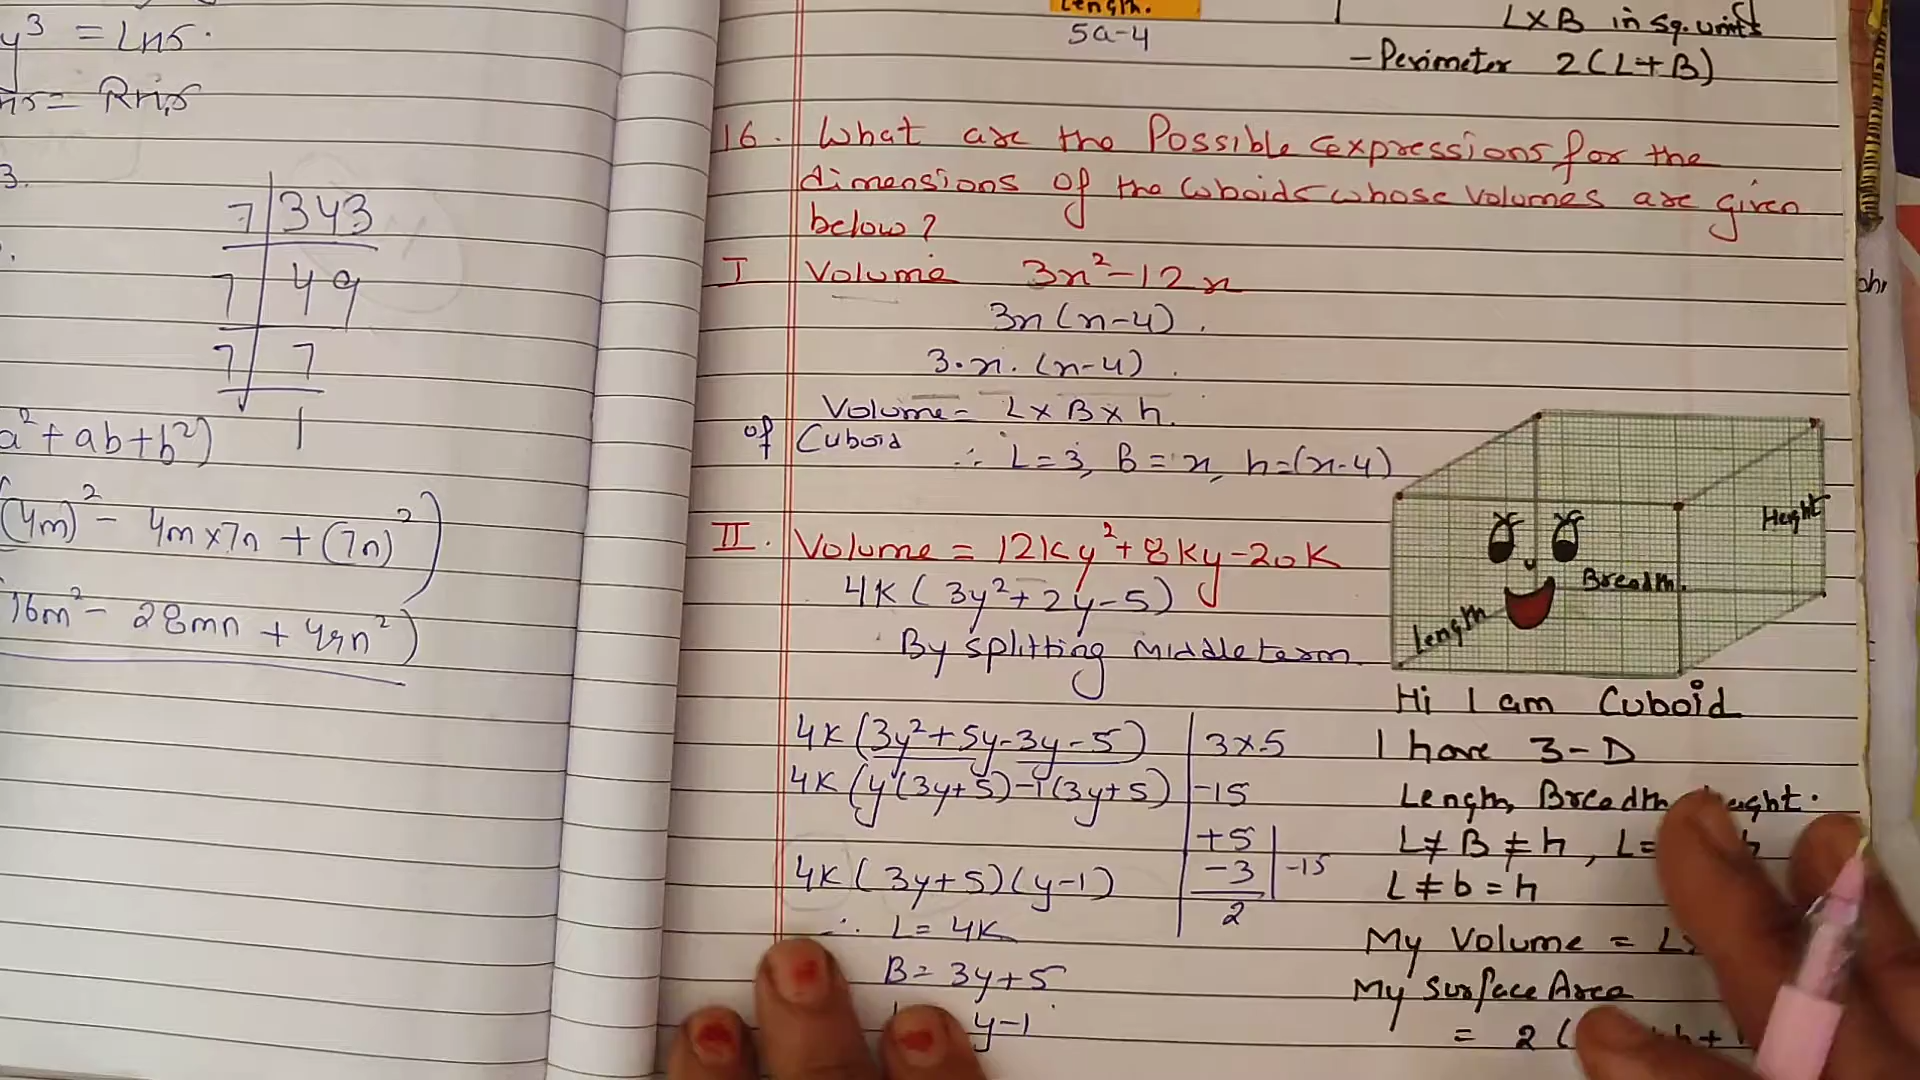 y³ = LHS.
= RHS
3.
7 | 343
7 | 49
7 | 7
1
a² + ab + b²)
(4m)² - 4m x 7n + (7n)²)
16m² - 28mn + 49n²)
Length.
5a-4
L x B in sq. units
- Perimeter 2(L+B)
16. What are the Possible expressions for the
dimensions of the Cuboids whose Volumes are given
below?
I Volume 3x² - 12x
3x(x-4).
3.x.(x-4).
Volume = L x B x h.
of Cuboid
∴ L=3, B=x, h=(x-4)
II. Volume = 12Ky² + 8Ky - 20K
4K(3y² + 2y - 5)
By splitting middle term.
4K(3y² + 5y - 3y - 5)
4K(y(3y+5) -1(3y+5)
4K(3y+5)(y-1)
∴ L = 4K
B = 3y+5
y-1
3x-5
-15
+5
-3 | -15
2
Height
Breadth.
Length
Hi I am Cuboid
I have 3-D
Length, Breadth
L ≠ B ≠ h, L =
L ≠ b = h
My Volume = L
My Surface Area
= 2(